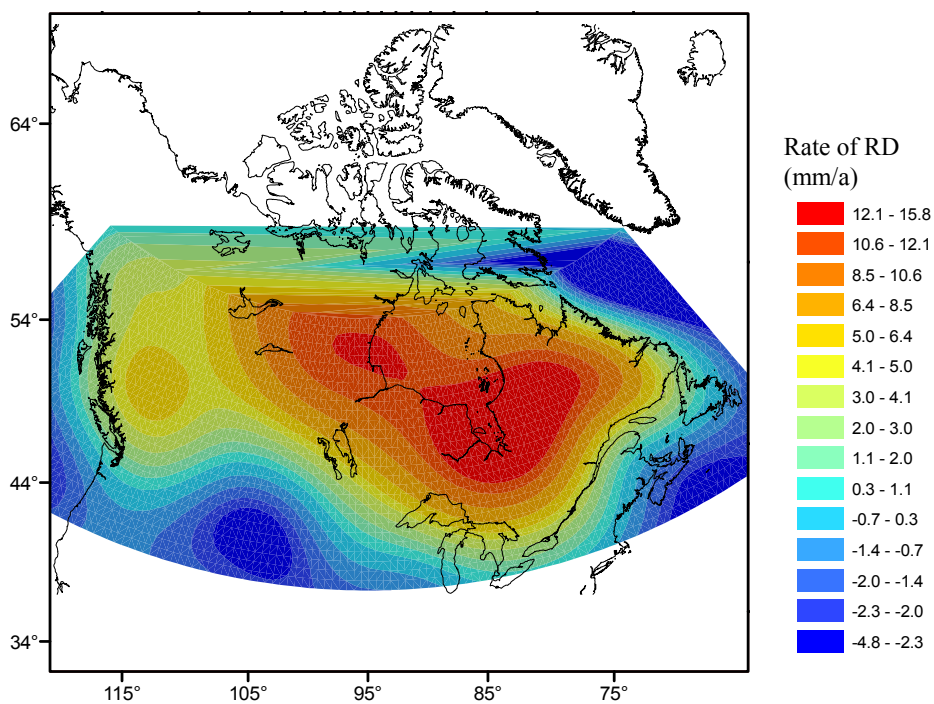 64°
54°
44°
34°
115°
105°
95°
85°
75°
Rate of RD
(mm/a)
12.1 - 15.8
10.6 - 12.1
8.5 - 10.6
6.4 - 8.5
5.0 - 6.4
4.1 - 5.0
3.0 - 4.1
2.0 - 3.0
1.1 - 2.0
0.3 - 1.1
-0.7 - 0.3
-1.4 - -0.7
-2.0 - -1.4
-2.3 - -2.0
-4.8 - -2.3